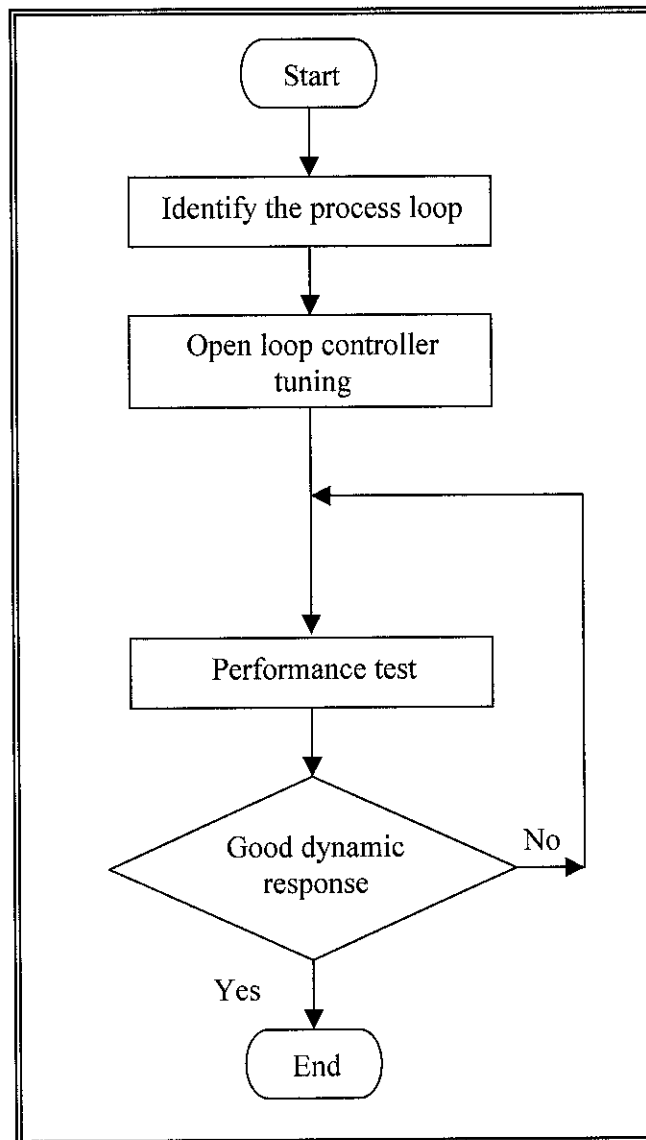 Start
Identify the process loop
Open loop controller
tuning
Performance test
Good dynamic
response
No
Yes
End